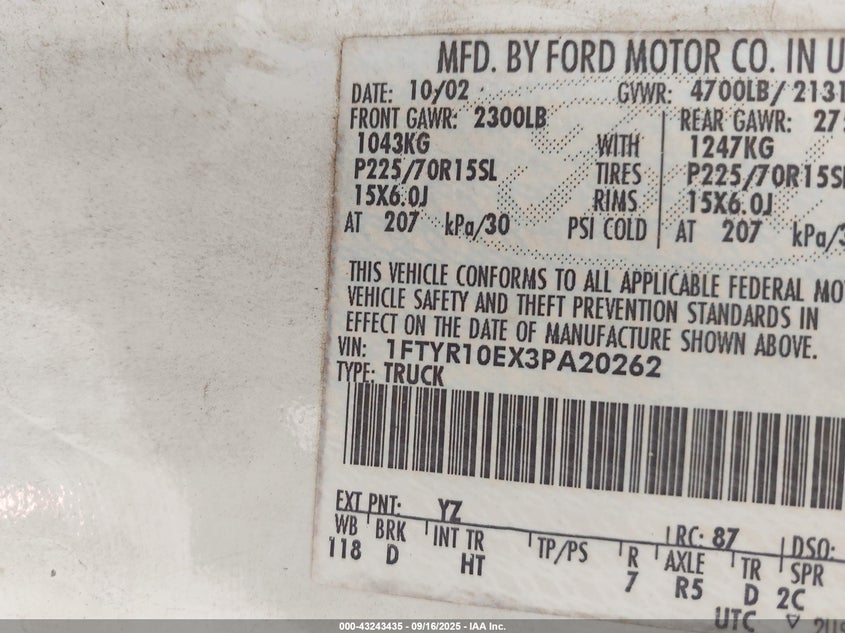 MFD. BY FORD MOTOR CO. IN U
DATE: 10/02 GVWR: 4700LB/ 2131
FRONT GAWR: 2300LB REAR GAWR: 27
1043KG WITH 1247KG
P225/70R15SL TIRES P225/70R15SL
15X6.0J RIMS 15X6.0J
AT 207 kPa/30 PSI COLD AT 207 kPa/3
THIS VEHICLE CONFORMS TO ALL APPLICABLE FEDERAL MO
VEHICLE SAFETY AND THEFT PREVENTION STANDARDS IN
EFFECT ON THE DATE OF MANUFACTURE SHOWN ABOVE.
VIN: 1FTYR10EX3PA20262
TYPE: TRUCK
EXT PNT: YZ RC: 87 DSO:
WB BRK INT TR TP/PS R AXLE TR SPR
118 D HT 7 R5 D 2C
UTC
000-43243435 - 09/16/2025 - IAA Inc.